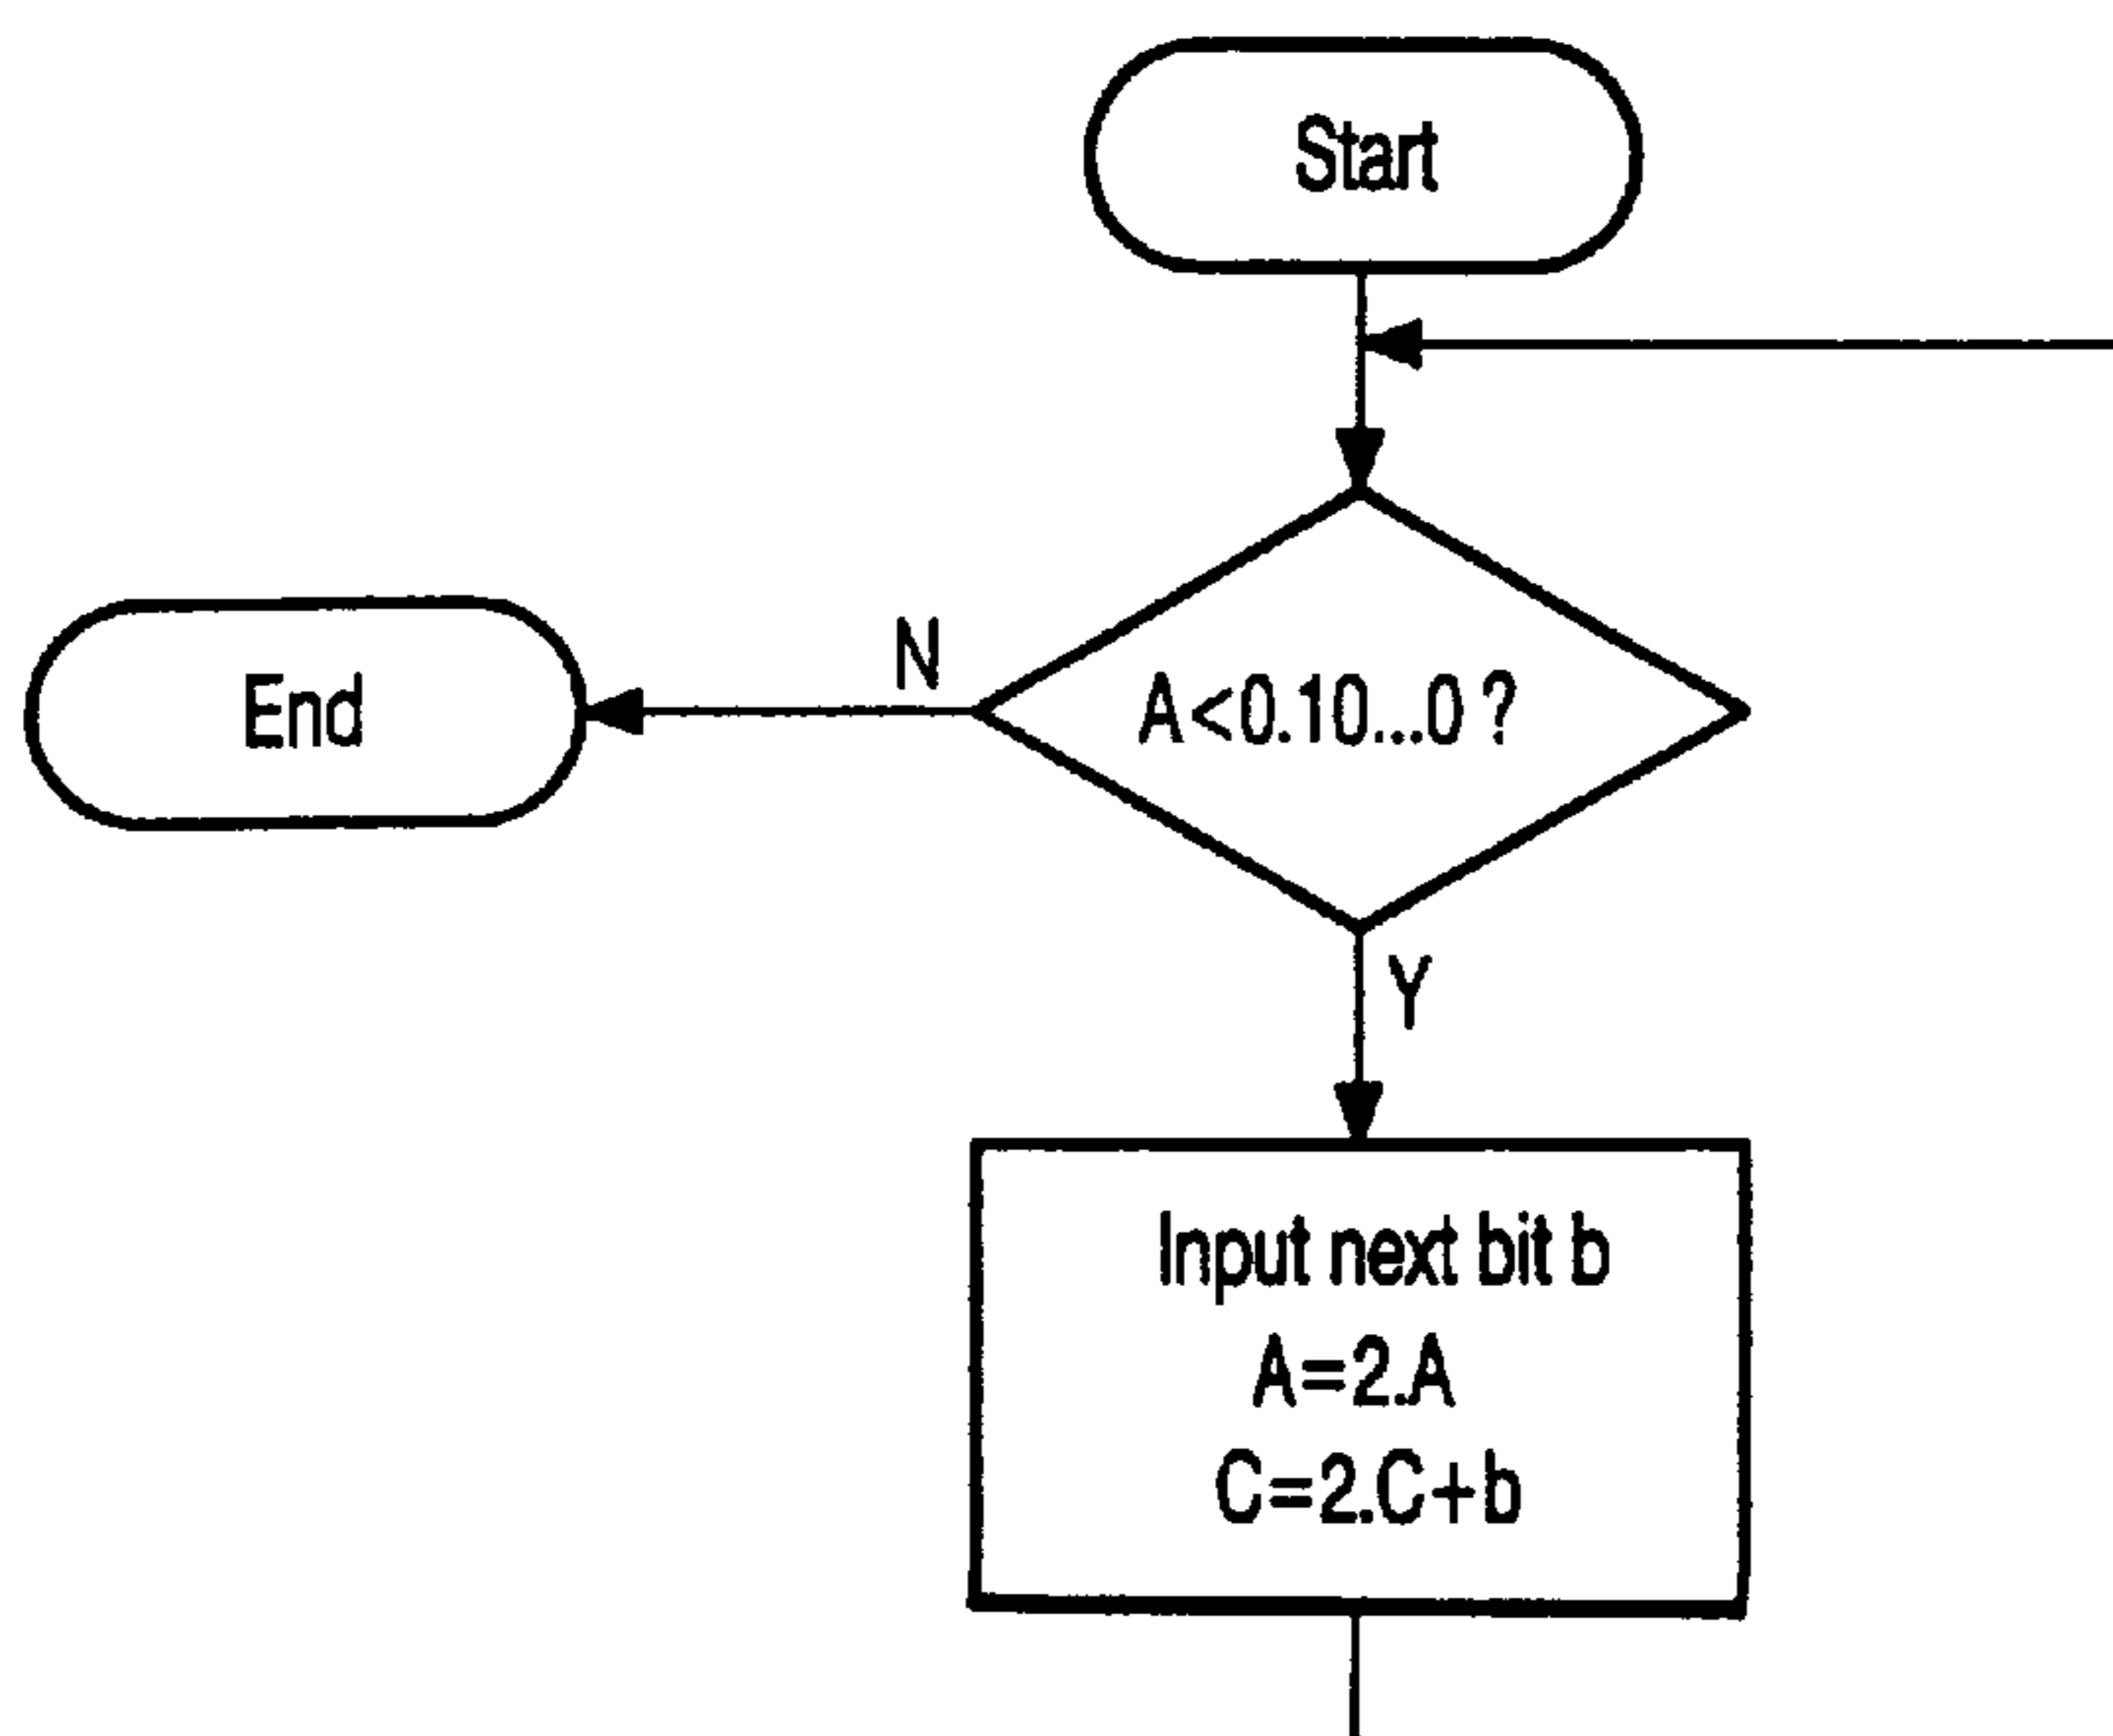 Start
N
End
A<0.10...0 ?
Y
Input next bit b
A=2.A
C=2.C+b